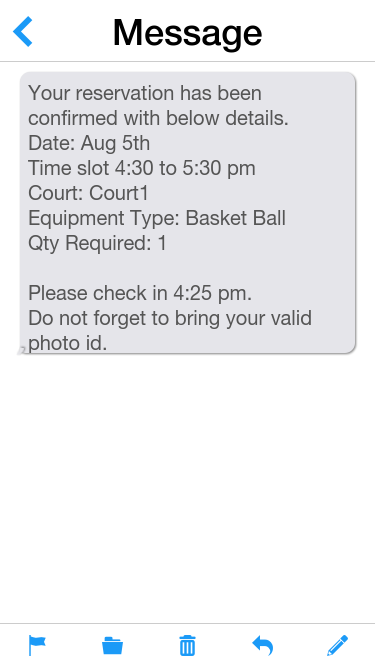 Message
Your reservation has been
confirmed with below details.
Date: Aug 5th
Time slot 4:30 to 5:30 pm
Court: Court1
Equipment Type: Basket Ball
Qty Required: 1
Please check in 4:25 pm.
Do not forget to bring your valid
photo id.